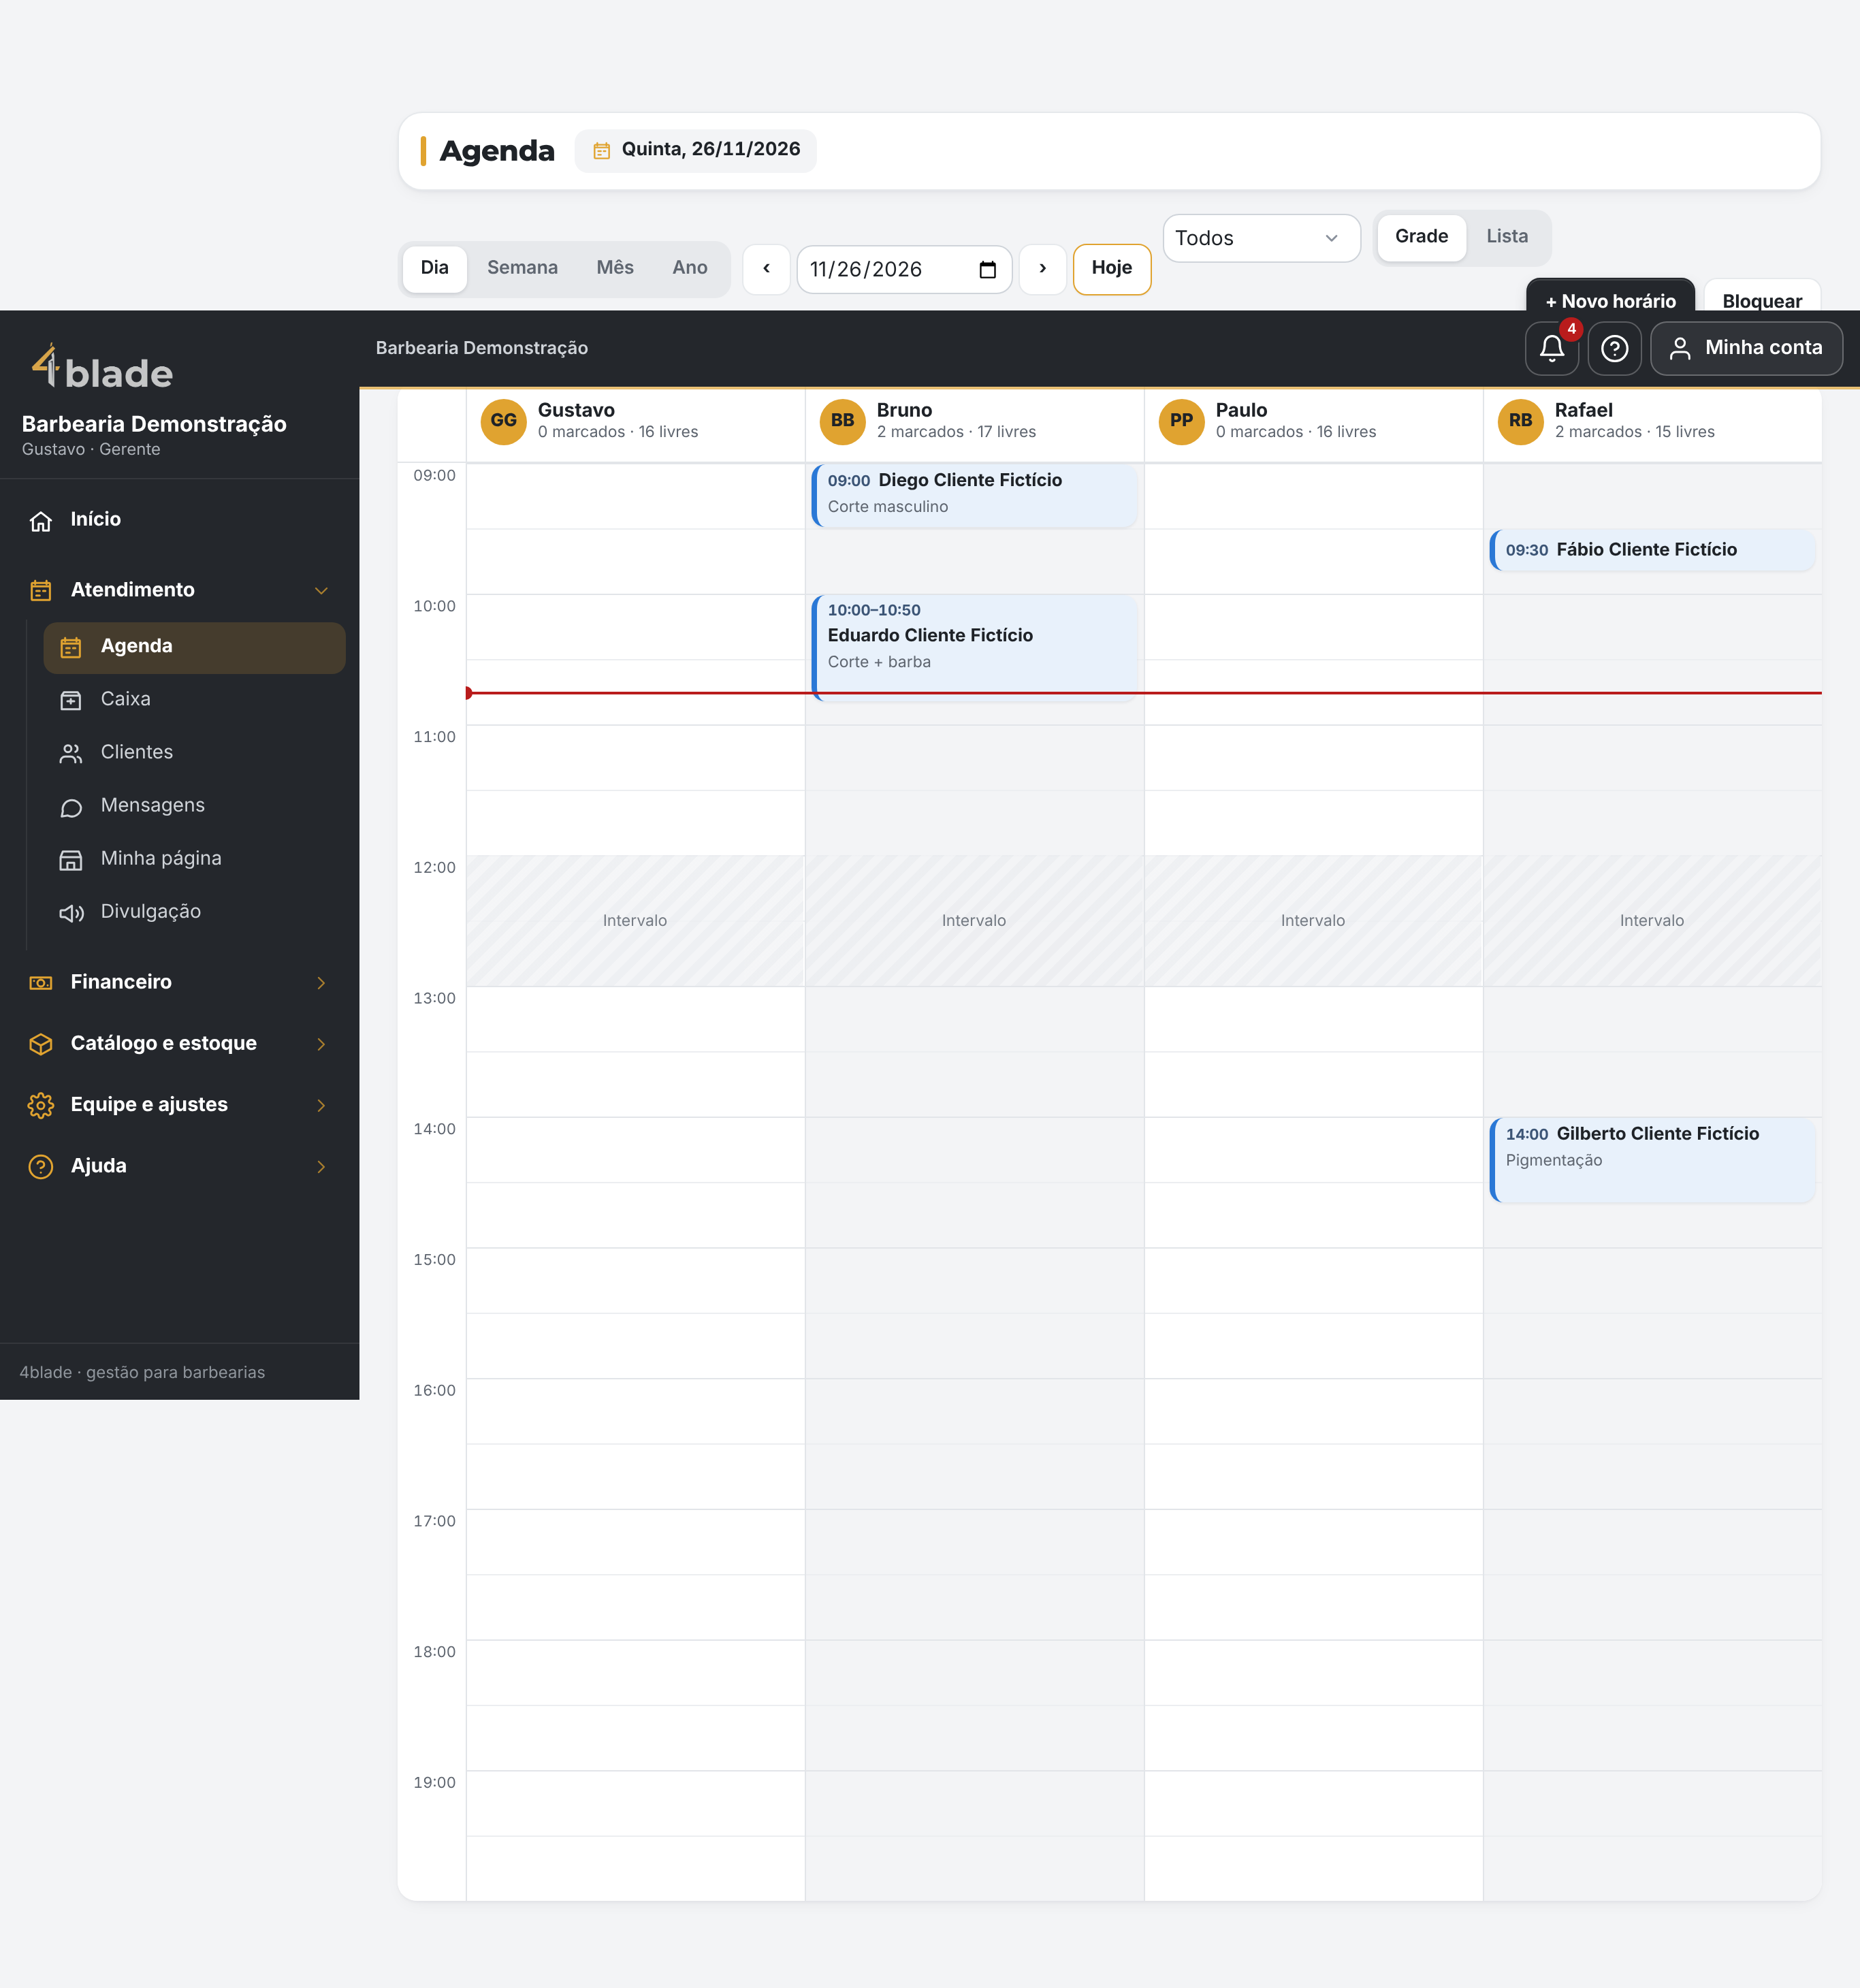 Agenda
Quinta, 26/11/2026
Dia
Semana
Mês
Ano
‹
11/26/2026
›
Hoje
Todos
Grade
Lista
+ Novo horário
Bloquear
4blade
Barbearia Demonstração
Gustavo · Gerente
Início
Atendimento
Agenda
Caixa
Clientes
Mensagens
Minha página
Divulgação
Financeiro
Catálogo e estoque
Equipe e ajustes
Ajuda
4blade · gestão para barbearias
Barbearia Demonstração
4
Minha conta
GG
Gustavo
0 marcados · 16 livres
BB
Bruno
2 marcados · 17 livres
PP
Paulo
0 marcados · 16 livres
RB
Rafael
2 marcados · 15 livres
09:00
09:00 Diego Cliente Fictício
Corte masculino
09:30 Fábio Cliente Fictício
10:00
10:00–10:50
Eduardo Cliente Fictício
Corte + barba
11:00
12:00
Intervalo
Intervalo
Intervalo
Intervalo
13:00
14:00
14:00 Gilberto Cliente Fictício
Pigmentação
15:00
16:00
17:00
18:00
19:00